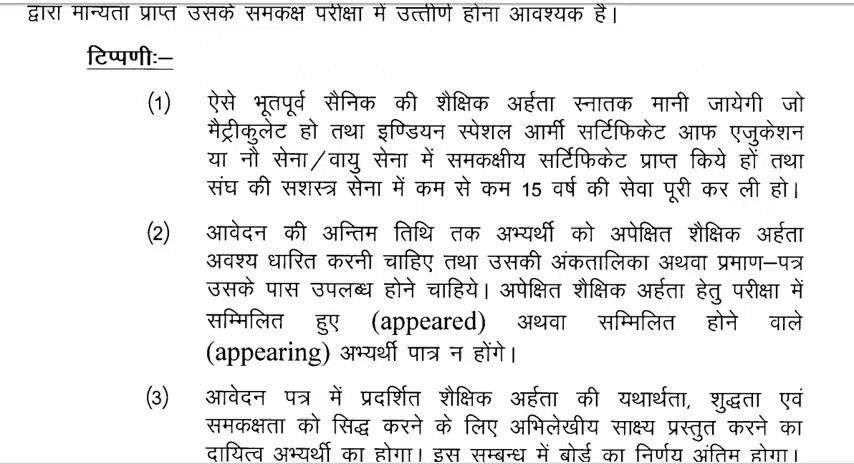 द्वारा मान्यता प्राप्त उसके समकक्ष परीक्षा में उत्तीर्ण होना आवश्यक है।
टिप्पणीः–
(1) ऐसे भूतपूर्व सैनिक की शैक्षिक अर्हता स्नातक मानी जायेगी जो
मैट्रीकुलेट हो तथा इण्डियन स्पेशल आर्मी सर्टिफिकेट आफ एजुकेशन
या नौ सेना/वायु सेना में समकक्षीय सर्टिफिकेट प्राप्त किये हों तथा
संघ की सशस्त्र सेना में कम से कम 15 वर्ष की सेवा पूरी कर ली हो।
(2) आवेदन की अन्तिम तिथि तक अभ्यर्थी को अपेक्षित शैक्षिक अर्हता
अवश्य धारित करनी चाहिए तथा उसकी अंकतालिका अथवा प्रमाण–पत्र
उसके पास उपलब्ध होने चाहिये। अपेक्षित शैक्षिक अर्हता हेतु परीक्षा में
सम्मिलित हुए (appeared) अथवा सम्मिलित होने वाले
(appearing) अभ्यर्थी पात्र न होंगे।
(3) आवेदन पत्र में प्रदर्शित शैक्षिक अर्हता की यथार्थता, शुद्धता एवं
समकक्षता को सिद्ध करने के लिए अभिलेखीय साक्ष्य प्रस्तुत करने का
दायित्व अभ्यर्थी का होगा। इस सम्बन्ध में बोर्ड का निर्णय अंतिम होगा।